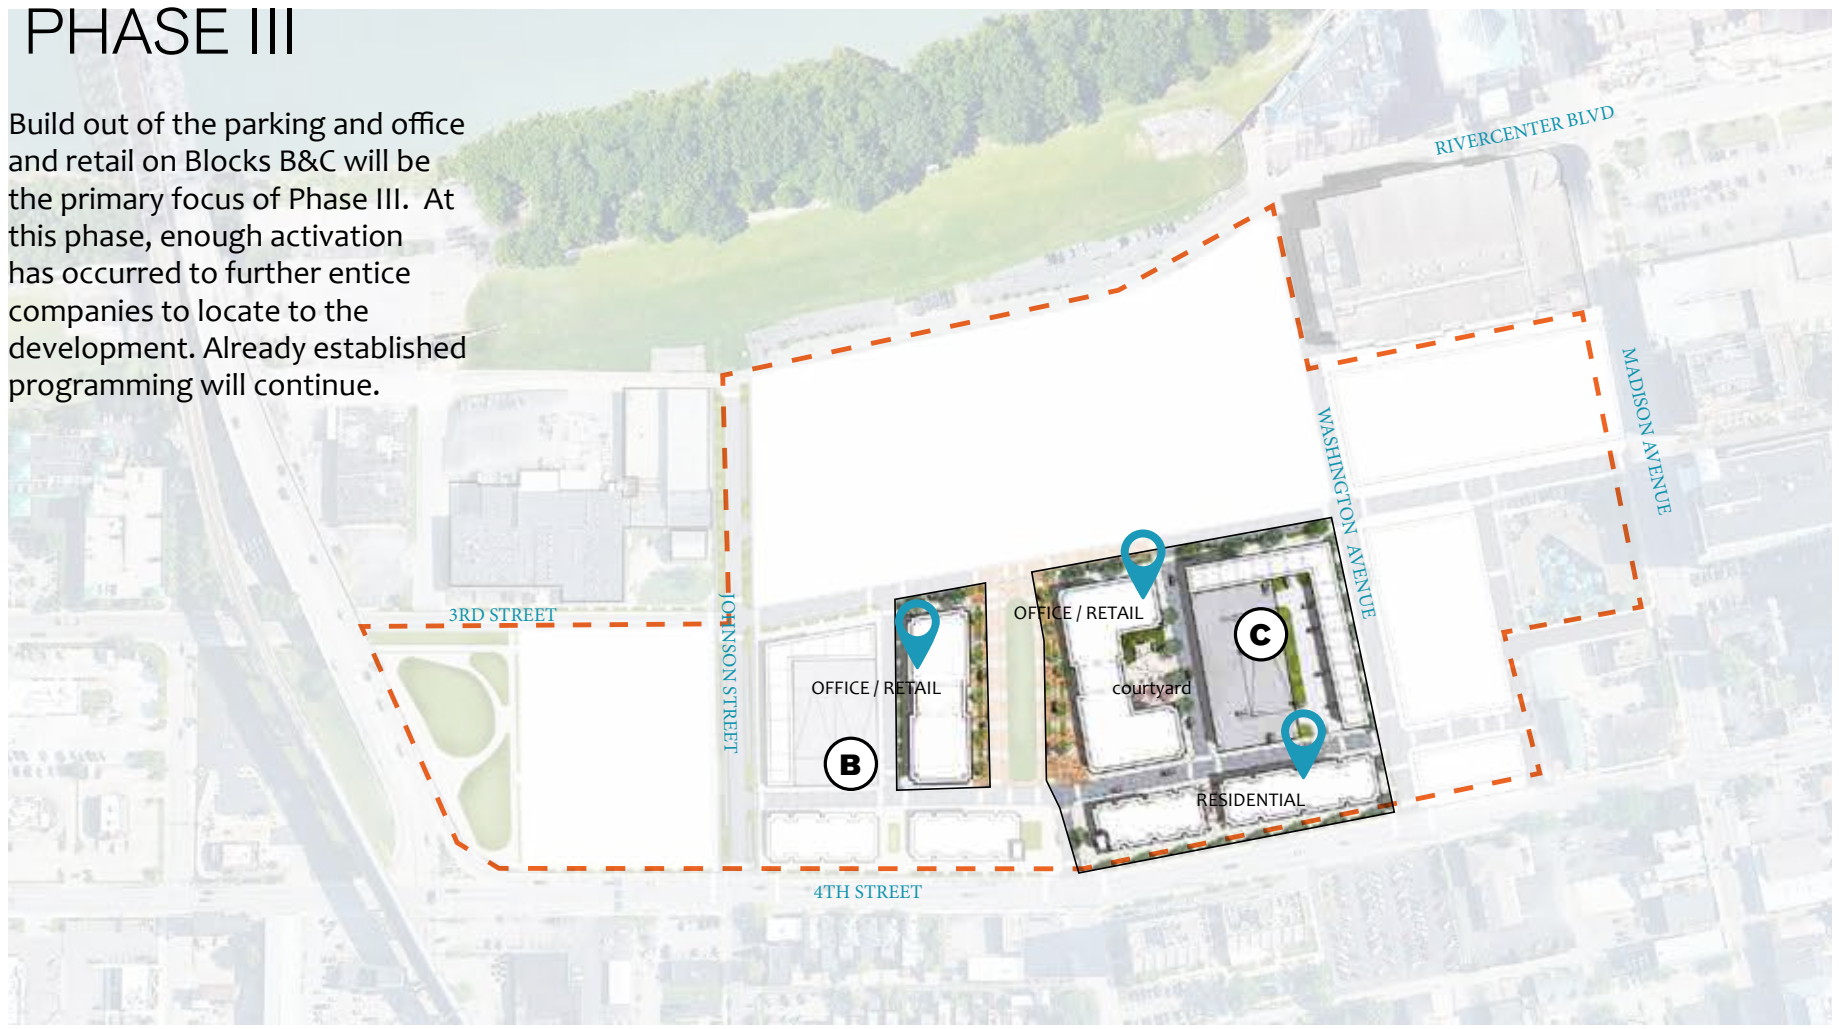 PHASE III
Build out of the parking and office
and retail on Blocks B&C will be
the primary focus of Phase III.  At
this phase, enough activation
has occurred to further entice
companies to locate to the
development. Already established
programming will continue.
RIVERCENTER BLVD
MADISON AVENUE
WASHINGTON AVENUE
3RD STREET
JOHNSON STREET
OFFICE / RETAIL
C
OFFICE / RETAIL
courtyard
B
RESIDENTIAL
4TH STREET